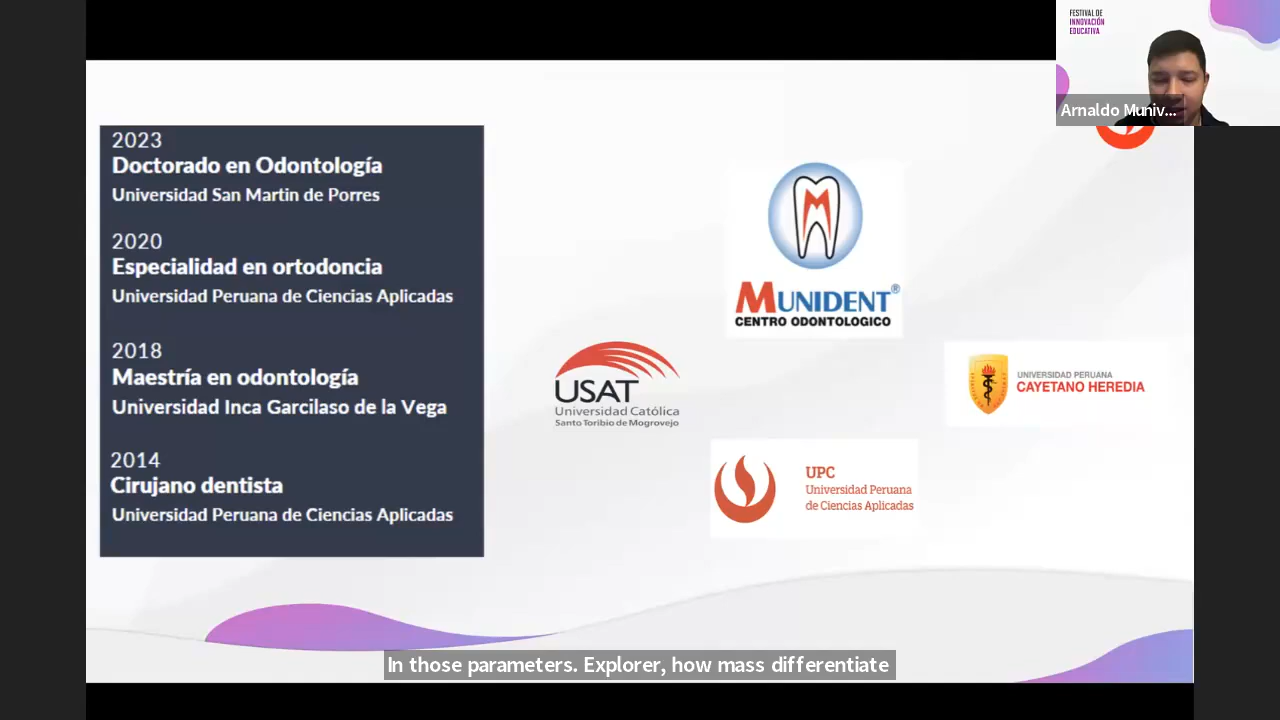 FESTIVAL DE
INNOVACIÓN
EDUCATIVA
Arnaldo Muniv...
2023
Doctorado en Odontología
Universidad San Martin de Porres
2020
Especialidad en ortodoncia
Universidad Peruana de Ciencias Aplicadas
2018
Maestría en odontología
Universidad Inca Garcilaso de la Vega
2014
Cirujano dentista
Universidad Peruana de Ciencias Aplicadas
MUNIDENT®
CENTRO ODONTOLOGICO
USAT
Universidad Católica
Santo Toribio de Mogrovejo
UNIVERSIDAD PERUANA
CAYETANO HEREDIA
UPC
Universidad Peruana
de Ciencias Aplicadas
In those parameters. Explorer, how mass differentiate